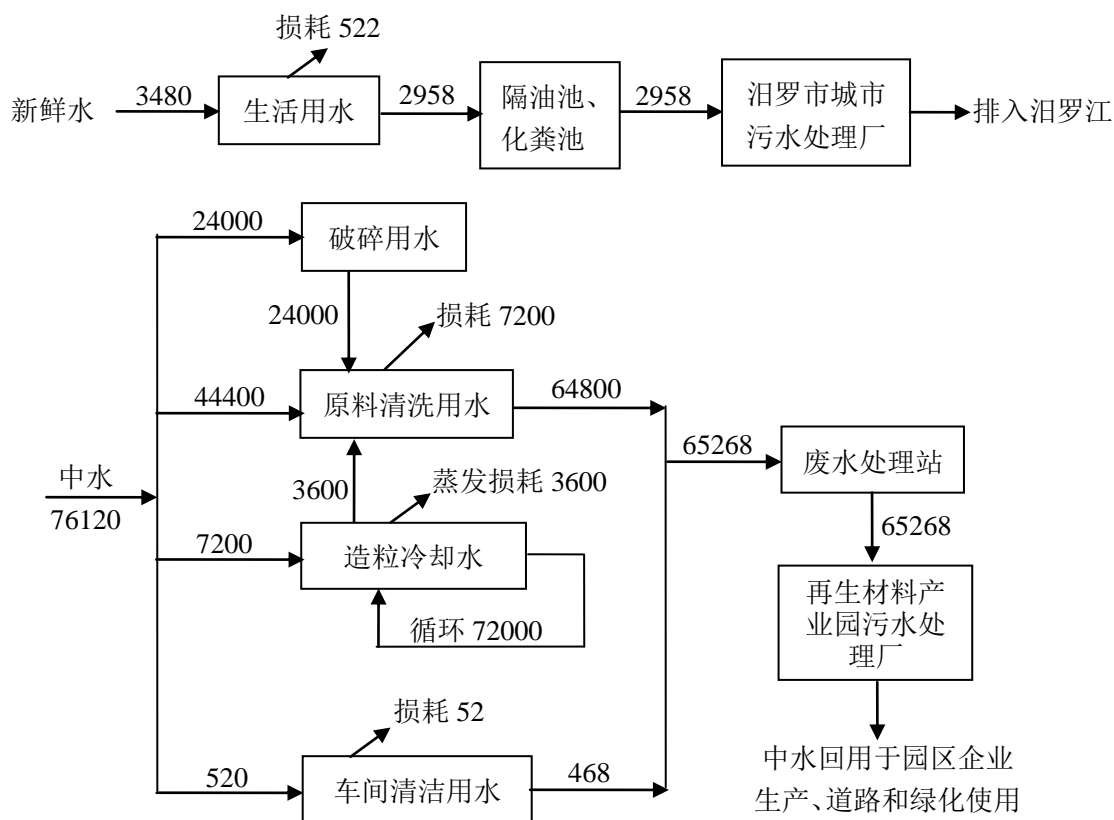 损耗 522
新鲜水
3480
生活用水
2958
隔油池、
化粪池
2958
汨罗市城市
污水处理厂
排入汨罗江
24000
破碎用水
24000
损耗 7200
44400
原料清洗用水
64800
65268
废水处理站
中水
76120
3600
蒸发损耗 3600
65268
7200
造粒冷却水
循环 72000
再生材料产
业园污水处
理厂
损耗 52
520
车间清洁用水
468
中水回用于园区企业
生产、道路和绿化使用